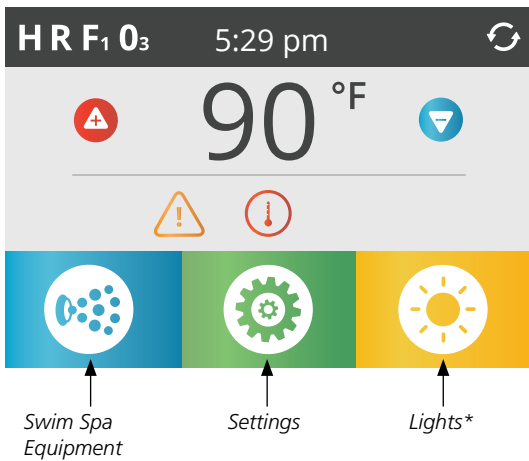 H R F₁ 0₃ 5:29 pm
90 °F
Swim Spa Settings Lights*
Equipment